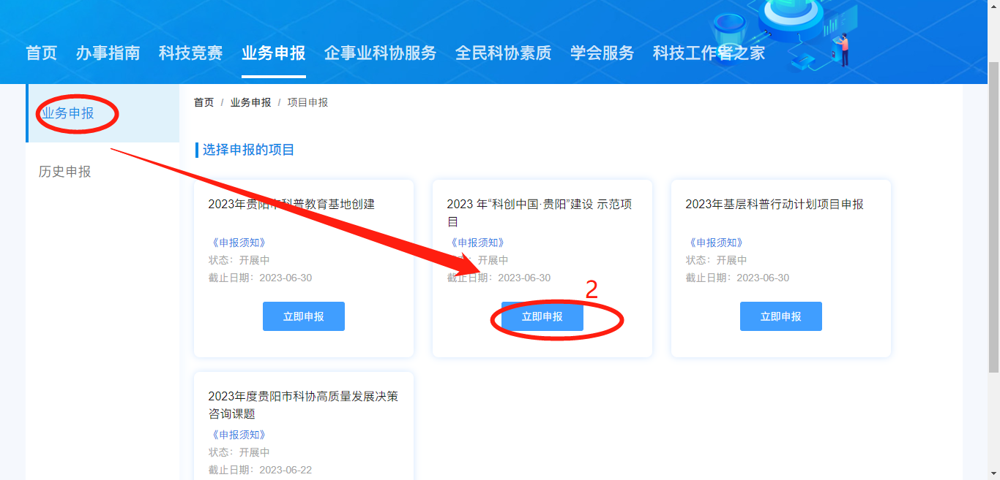 首页 办事指南 科技竞赛 业务申报 企事业科协服务 全民科协素质 学会服务 科技工作者之家
业务申报
历史申报
首页 / 业务申报 / 项目申报
选择申报的项目
2023年贵阳市科普教育基地创建
《申报须知》
状态：开展中
截止日期：2023-06-30
立即申报
2023 年“科创中国·贵阳”建设 示范项
目
《申报须知》
状态：开展中
截止日期：2023-06-30
2
立即申报
2023年基层科普行动计划项目申报
《申报须知》
状态：开展中
截止日期：2023-06-30
立即申报
2023年度贵阳市科协高质量发展决策
咨询课题
《申报须知》
状态：开展中
截止日期：2023-06-22